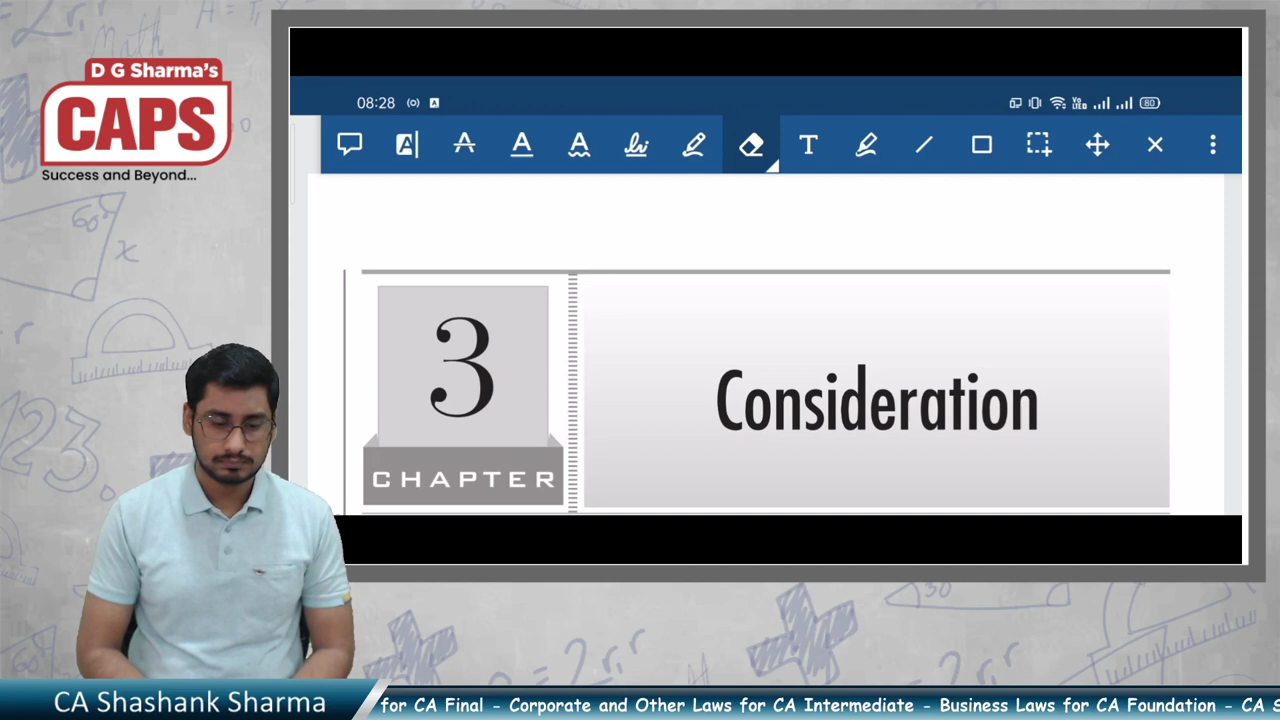 D G Sharma's
CAPS
Success and Beyond...
08:28
80
3
CHAPTER
Consideration
CA Shashank Sharma
for CA Final - Corporate and Other Laws for CA Intermediate - Business Laws for CA Foundation - CA S